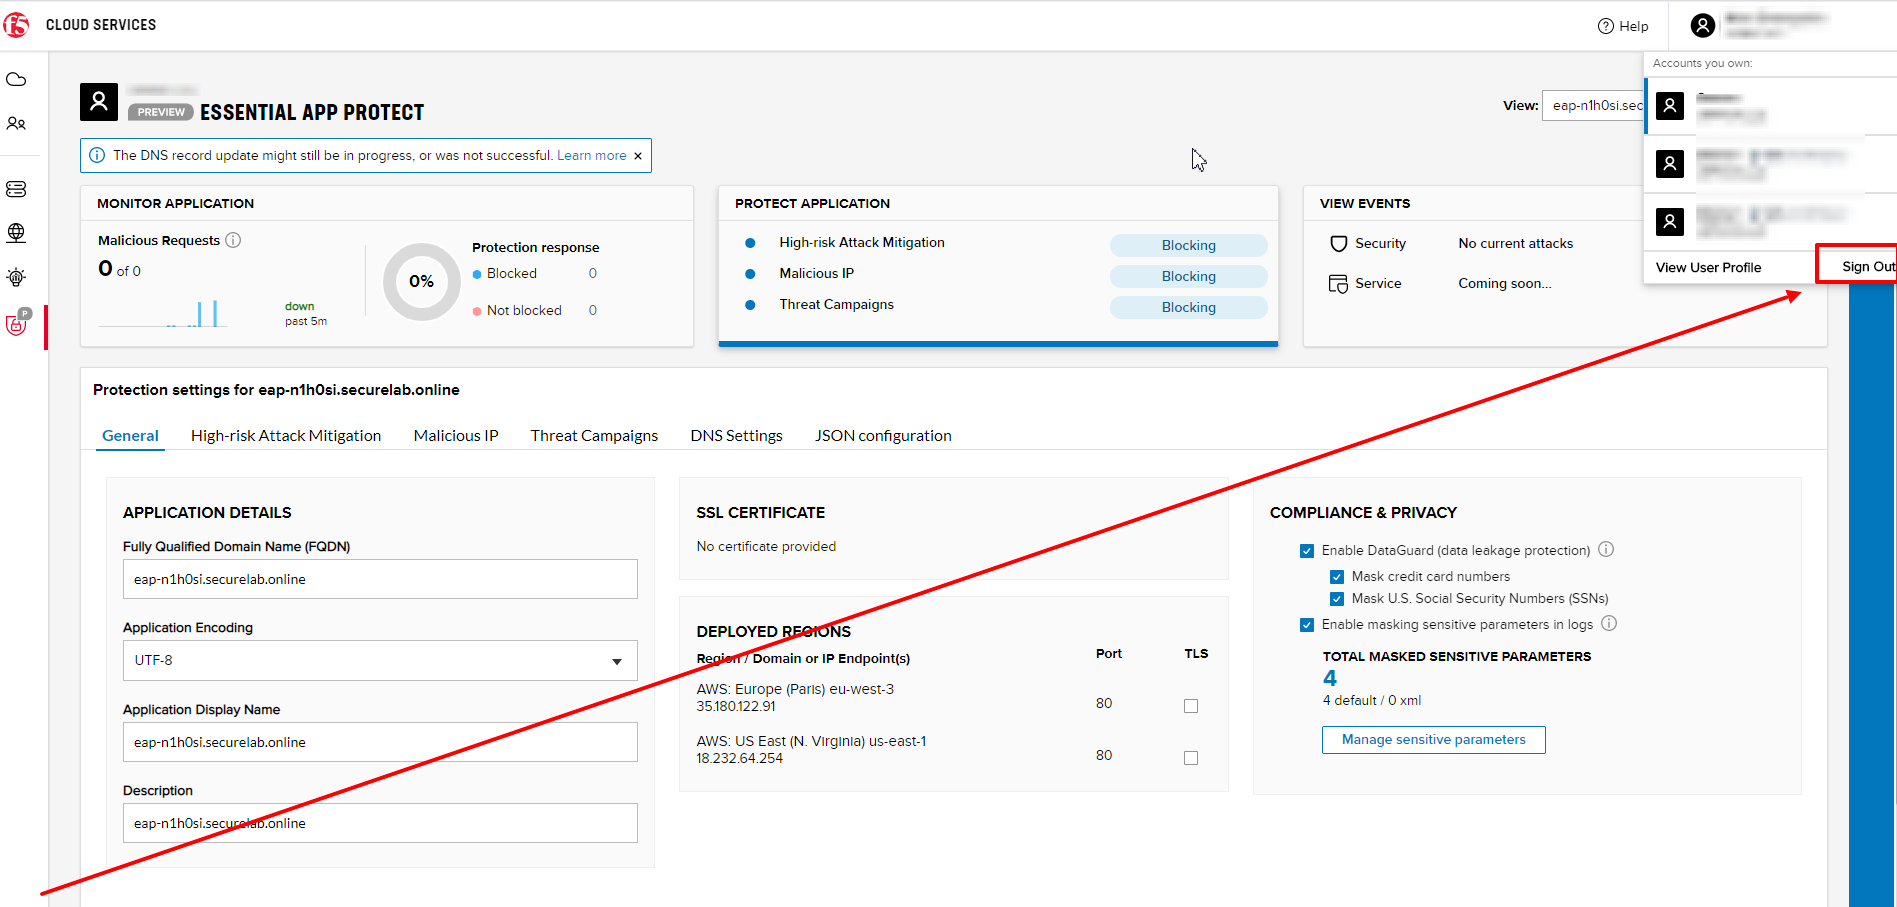 f5 CLOUD SERVICES
Help
Accounts you own:
View User Profile
Sign Out
PREVIEW ESSENTIAL APP PROTECT
View: eap-n1h0si.sec
The DNS record update might still be in progress, or was not successful. Learn more ×
P
MONITOR APPLICATION
Malicious Requests
0 of 0
down
past 5m
0%
Protection response
Blocked 0
Not blocked 0
PROTECT APPLICATION
High-risk Attack Mitigation Blocking
Malicious IP Blocking
Threat Campaigns Blocking
VIEW EVENTS
Security No current attacks
Service Coming soon...
Protection settings for eap-n1h0si.securelab.online
General High-risk Attack Mitigation Malicious IP Threat Campaigns DNS Settings JSON configuration
APPLICATION DETAILS
Fully Qualified Domain Name (FQDN)
eap-n1h0si.securelab.online
Application Encoding
UTF-8
Application Display Name
eap-n1h0si.securelab.online
Description
eap-n1h0si.securelab.online
SSL CERTIFICATE
No certificate provided
DEPLOYED REGIONS
Region / Domain or IP Endpoint(s) Port TLS
AWS: Europe (Paris) eu-west-3
35.180.122.91 80
AWS: US East (N. Virginia) us-east-1
18.232.64.254 80
COMPLIANCE & PRIVACY
Enable DataGuard (data leakage protection)
Mask credit card numbers
Mask U.S. Social Security Numbers (SSNs)
Enable masking sensitive parameters in logs
TOTAL MASKED SENSITIVE PARAMETERS
4
4 default / 0 xml
Manage sensitive parameters